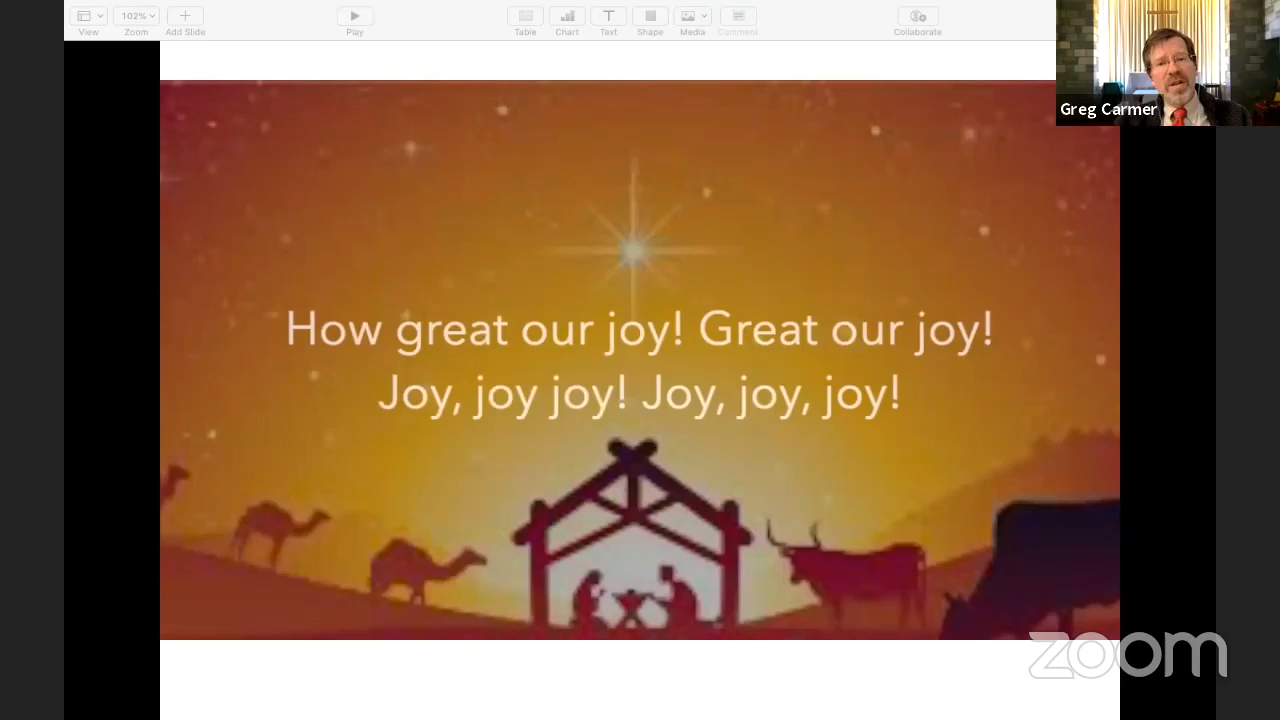 102%
View
Zoom
Add Slide
Play
Table
Chart
Text
Shape
Media
Comment
Collaborate
Greg Carmer
How great our joy! Great our joy!
Joy, joy joy! Joy, joy, joy!
zoom